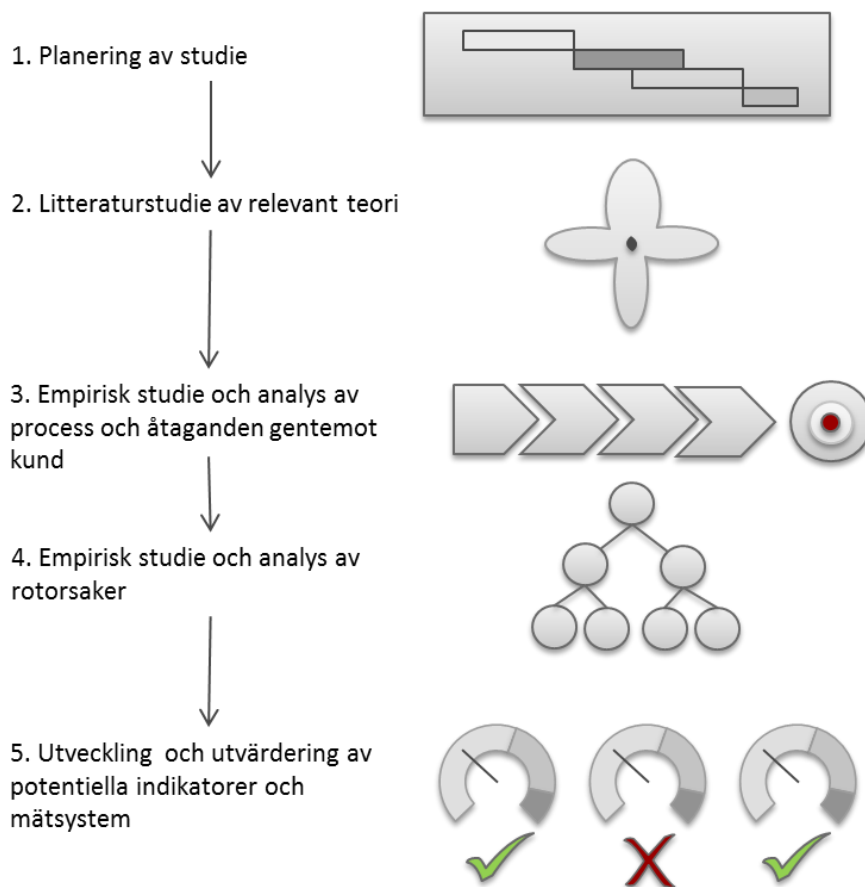 1. Planering av studie
2. Litteraturstudie av relevant teori
3. Empirisk studie och analys av
process och åtaganden gentemot
kund
4. Empirisk studie och analys av
rotorsaker
5. Utveckling och utvärdering av
potentiella indikatorer och
mätsystem